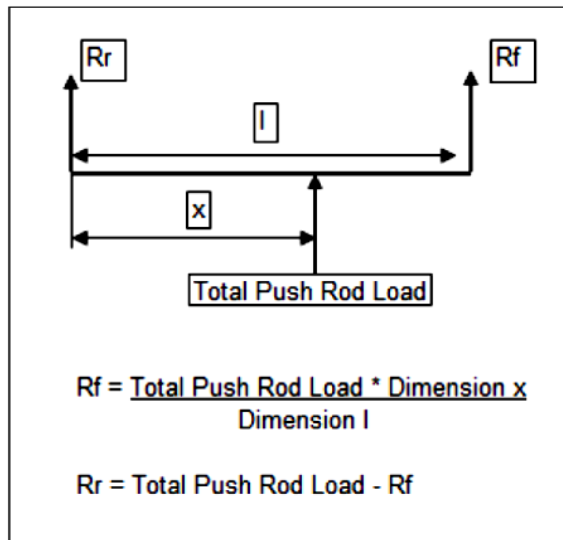 Rr
Rf
l
x
Total Push Rod Load
Rf = Total Push Rod Load * Dimension x
Dimension l
Rr = Total Push Rod Load - Rf